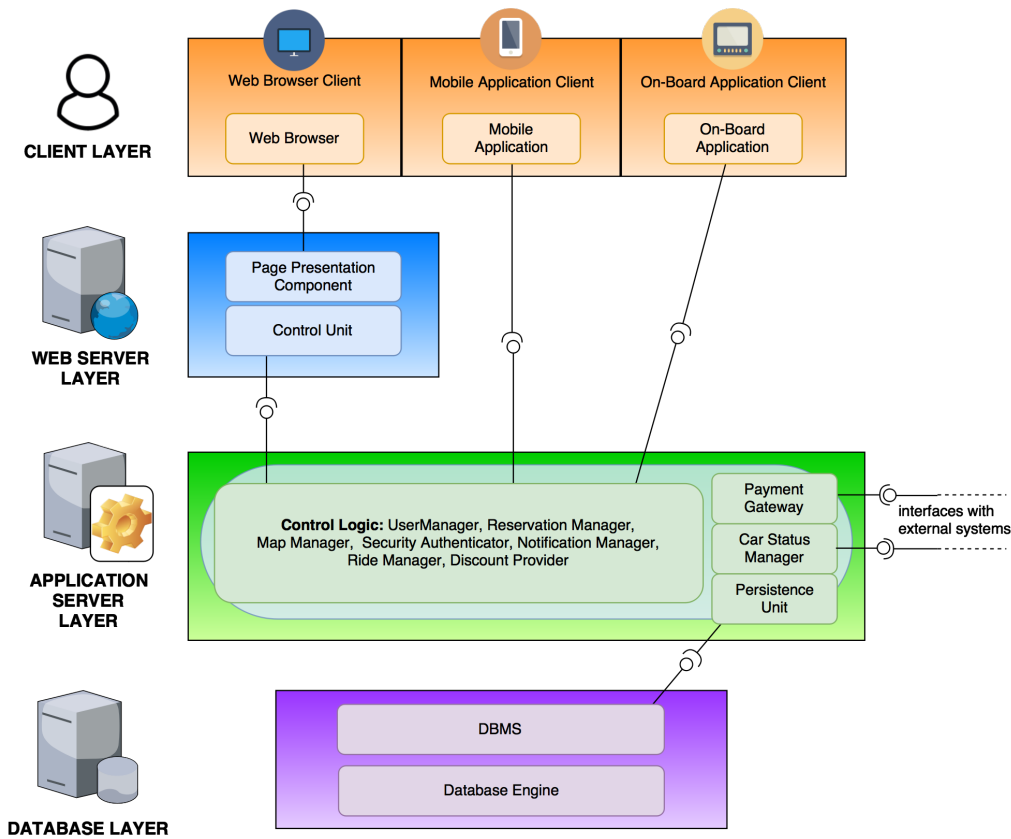 Web Browser Client
Mobile Application Client
On-Board Application Client
Web Browser
Mobile
Application
On-Board
Application
CLIENT LAYER
Page Presentation
Component
Control Unit
WEB SERVER
LAYER
Control Logic: UserManager, Reservation Manager,
Map Manager, Security Authenticator, Notification Manager,
Ride Manager, Discount Provider
Payment
Gateway
Car Status
Manager
Persistence
Unit
interfaces with
external systems
APPLICATION
SERVER
LAYER
DBMS
Database Engine
DATABASE LAYER